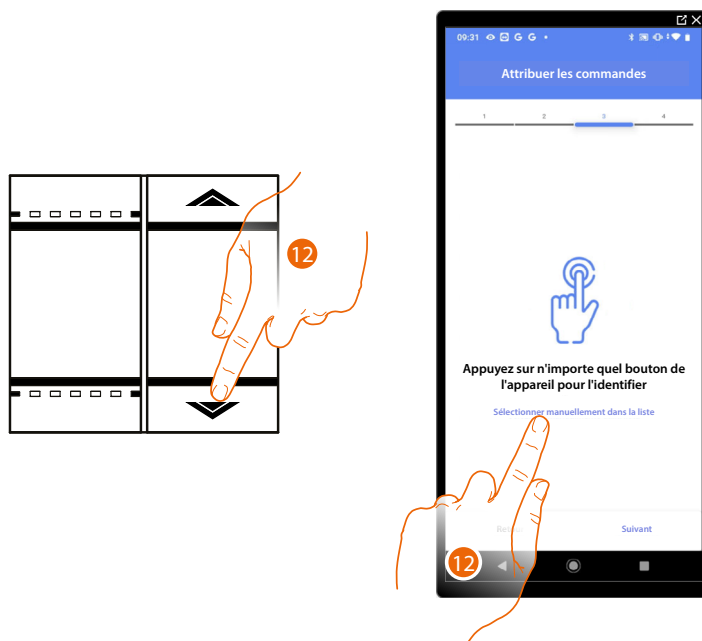 09:31 G G
Attribuer les commandes
1 2 3 4
12
Appuyez sur n'importe quel bouton de
l'appareil pour l'identifier
Sélectionner manuellement dans la liste
Suivant
12